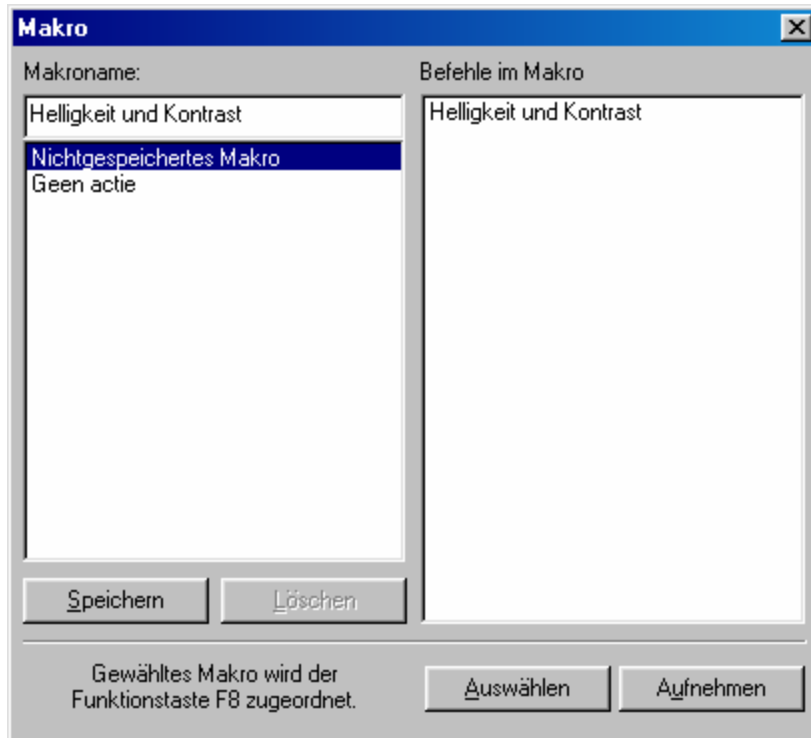 Makro
Makroname:
Helligkeit und Kontrast
Nichtgespeichertes Makro
Geen actie
Speichern
Löschen
Befehle im Makro
Helligkeit und Kontrast
Gewähltes Makro wird der
Funktionstaste F8 zugeordnet.
Auswählen
Aufnehmen